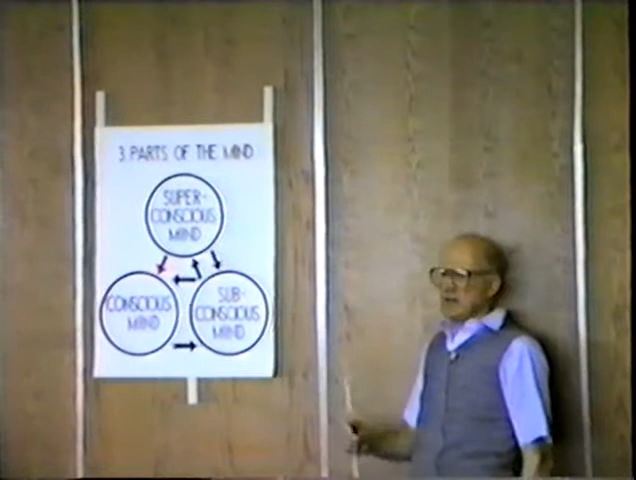 3 PARTS OF THE MIND
SUPER-
CONSCIOUS
MIND
CONSCIOUS
MIND
SUB-
CONSCIOUS
MIND